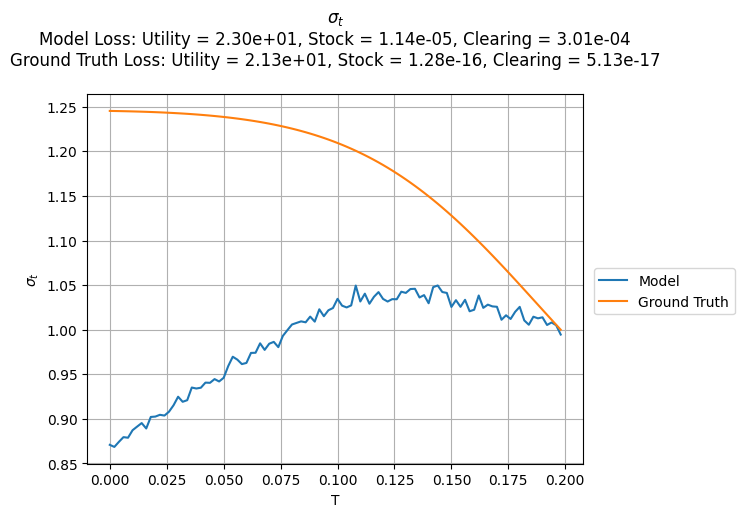 σt
Model Loss: Utility = 2.30e+01, Stock = 1.14e-05, Clearing = 3.01e-04
Ground Truth Loss: Utility = 2.13e+01, Stock = 1.28e-16, Clearing = 5.13e-17
1.25
1.20
1.15
1.10
1.05
1.00
0.95
0.90
0.85
σt
Model
Ground Truth
0.000 0.025 0.050 0.075 0.100 0.125 0.150 0.175 0.200
T